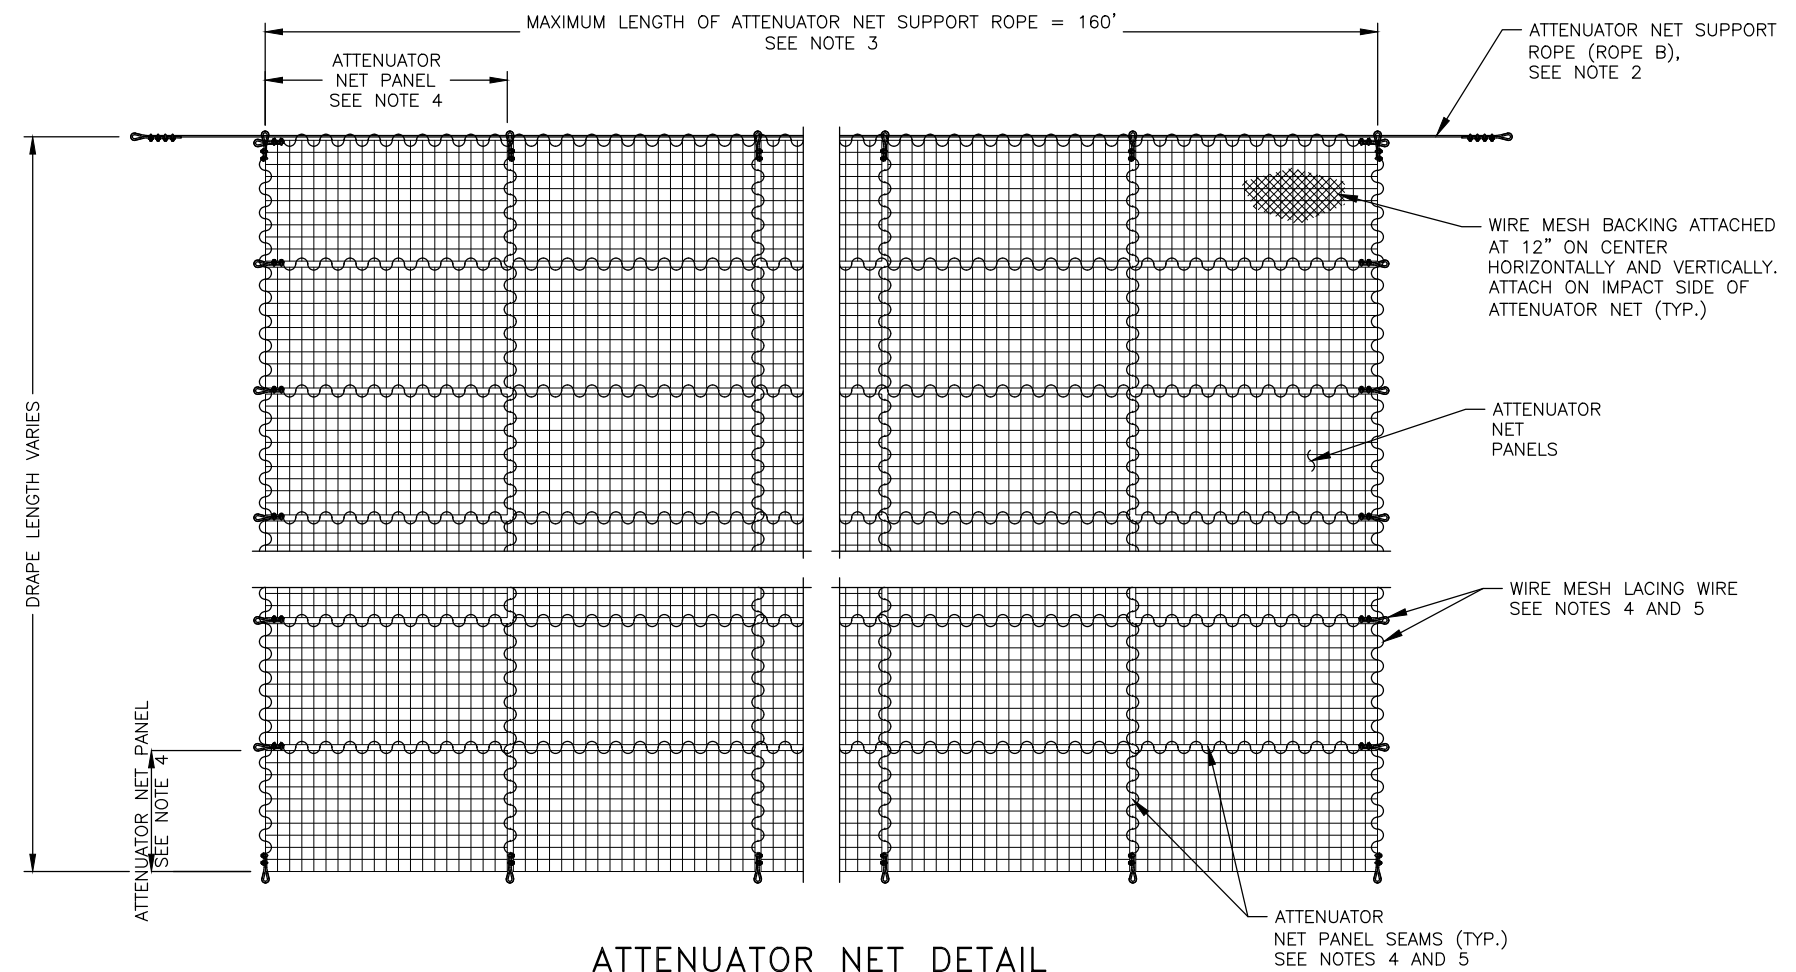 MAXIMUM LENGTH OF ATTENUATOR NET SUPPORT ROPE = 160'
SEE NOTE 3
ATTENUATOR
NET PANEL
SEE NOTE 4
ATTENUATOR NET SUPPORT
ROPE (ROPE B),
SEE NOTE 2
WIRE MESH BACKING ATTACHED
AT 12" ON CENTER
HORIZONTALLY AND VERTICALLY.
ATTACH ON IMPACT SIDE OF
ATTENUATOR NET (TYP.)
ATTENUATOR
NET
PANELS
DRAPE LENGTH VARIES
WIRE MESH LACING WIRE
SEE NOTES 4 AND 5
ATTENUATOR NET PANEL
SEE NOTE 4
ATTENUATOR
NET PANEL SEAMS (TYP.)
SEE NOTES 4 AND 5
ATTENUATOR NET DETAIL